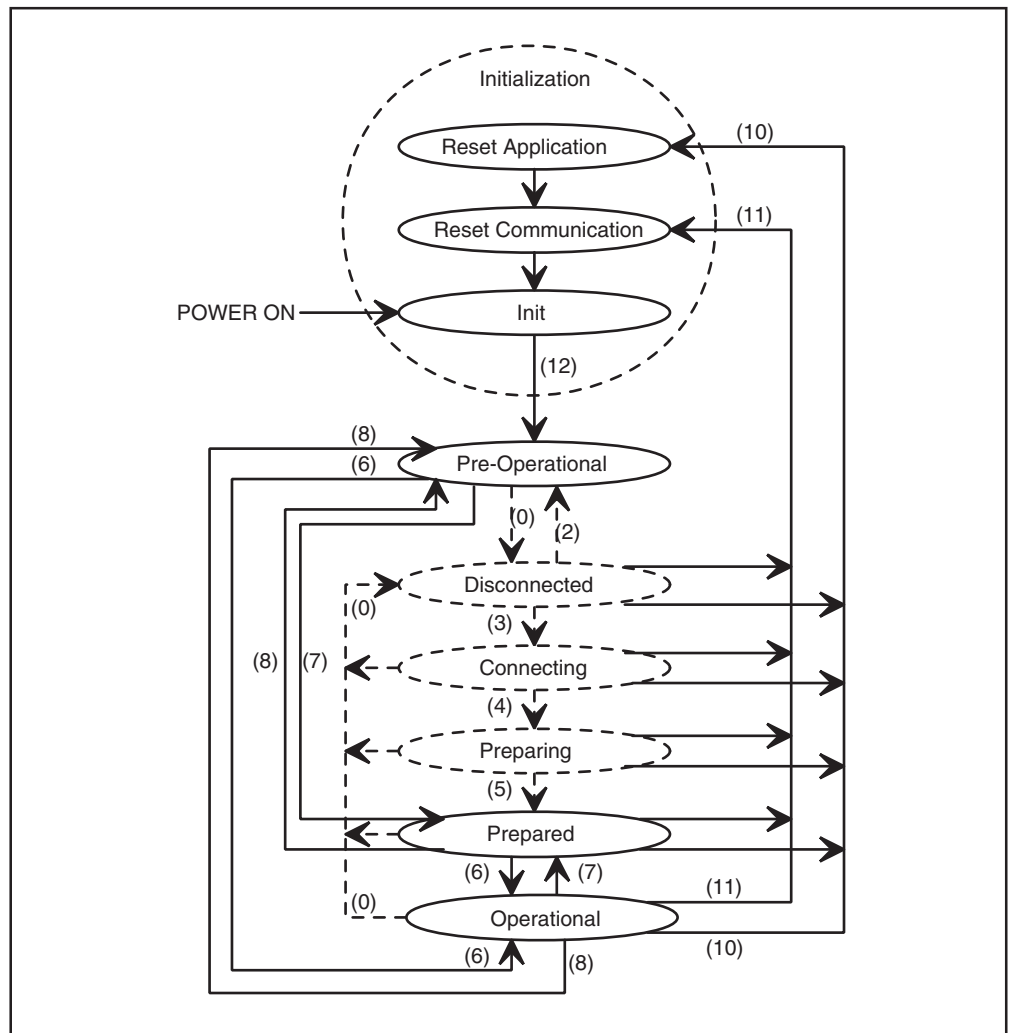 Initialization
Reset Application
(10)
Reset Communication
(11)
POWER ON
Init
(12)
(8)
(6)
Pre-Operational
(0)
(2)
Disconnected
(0)
(3)
(8)
(7)
Connecting
(4)
Preparing
(5)
Prepared
(6)
(7)
(11)
(0)
Operational
(10)
(6)
(8)